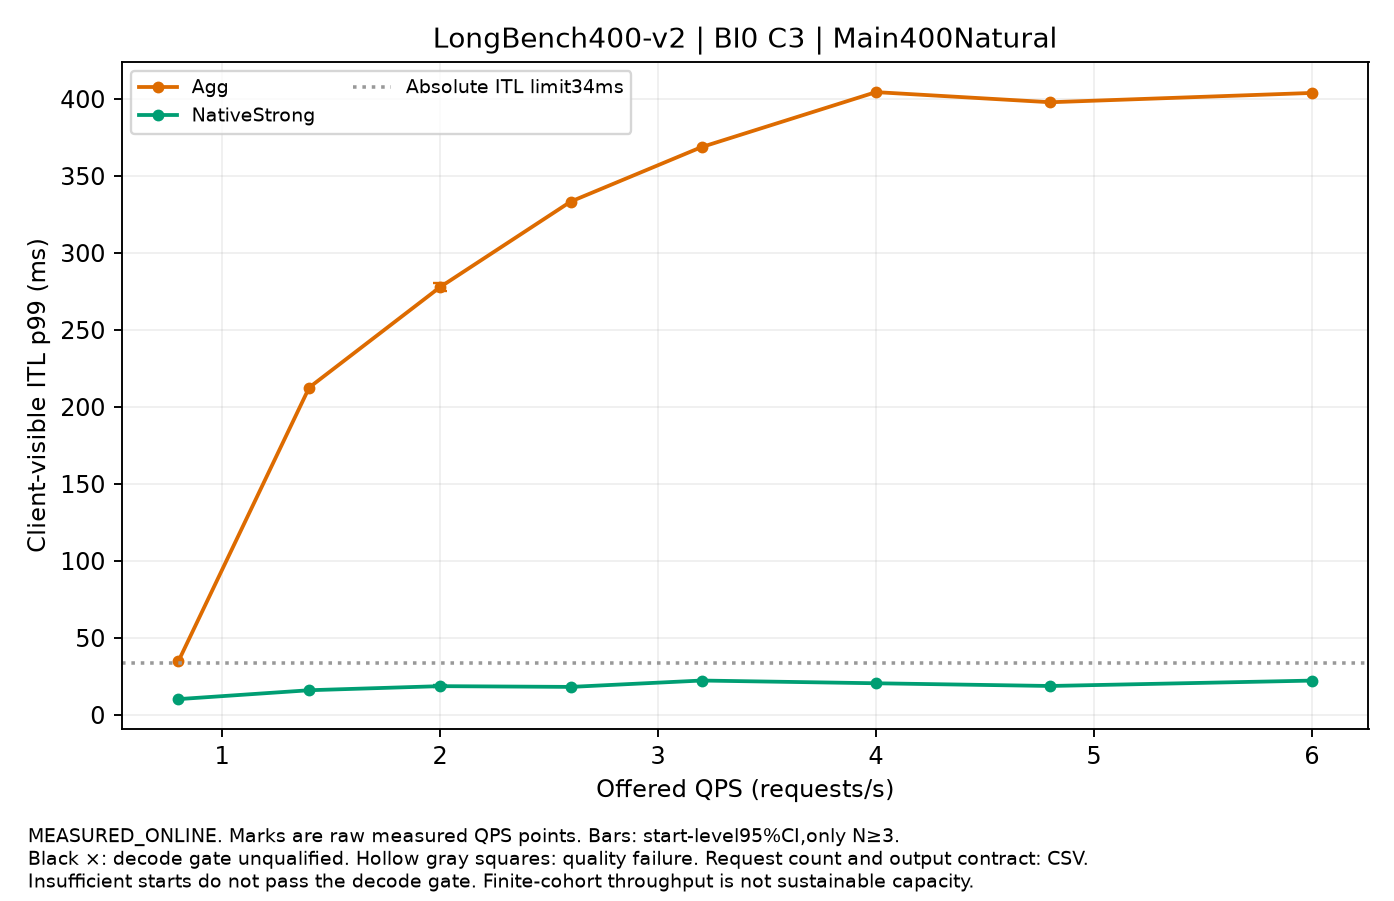 LongBench400-v2 | BI0 C3 | Main400Natural
Agg
NativeStrong
Absolute ITL limit34ms
Client-visible ITL p99 (ms)
400
350
300
250
200
150
100
50
0
1
2
3
4
5
6
Offered QPS (requests/s)
MEASURED_ONLINE. Marks are raw measured QPS points. Bars: start-level95%CI,only N≥3.
Black ×: decode gate unqualified. Hollow gray squares: quality failure. Request count and output contract: CSV.
Insufficient starts do not pass the decode gate. Finite-cohort throughput is not sustainable capacity.